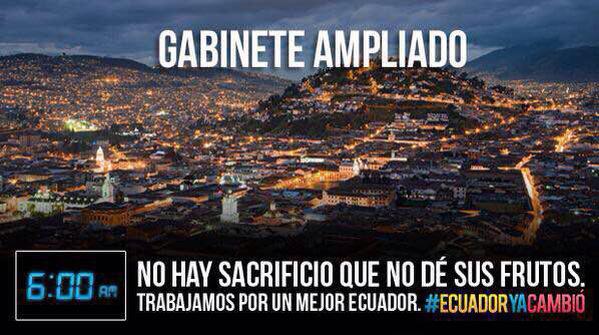 GABINETE AMPLIADO
6:00 AM
NO HAY SACRIFICIO QUE NO DÉ SUS FRUTOS.
TRABAJAMOS POR UN MEJOR ECUADOR. #ECUADORYACAMBIÓ